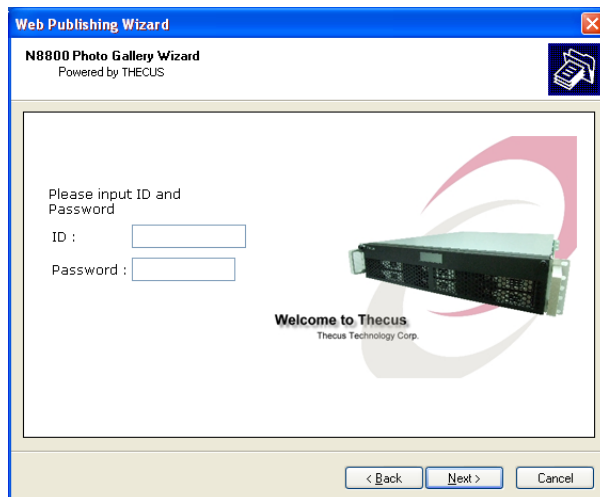 Web Publishing Wizard
N8800 Photo Gallery Wizard
Powered by THECUS
Please input ID and
Password
ID :
Password :
Welcome to Thecus
Thecus Technology Corp.
< Back
Next >
Cancel